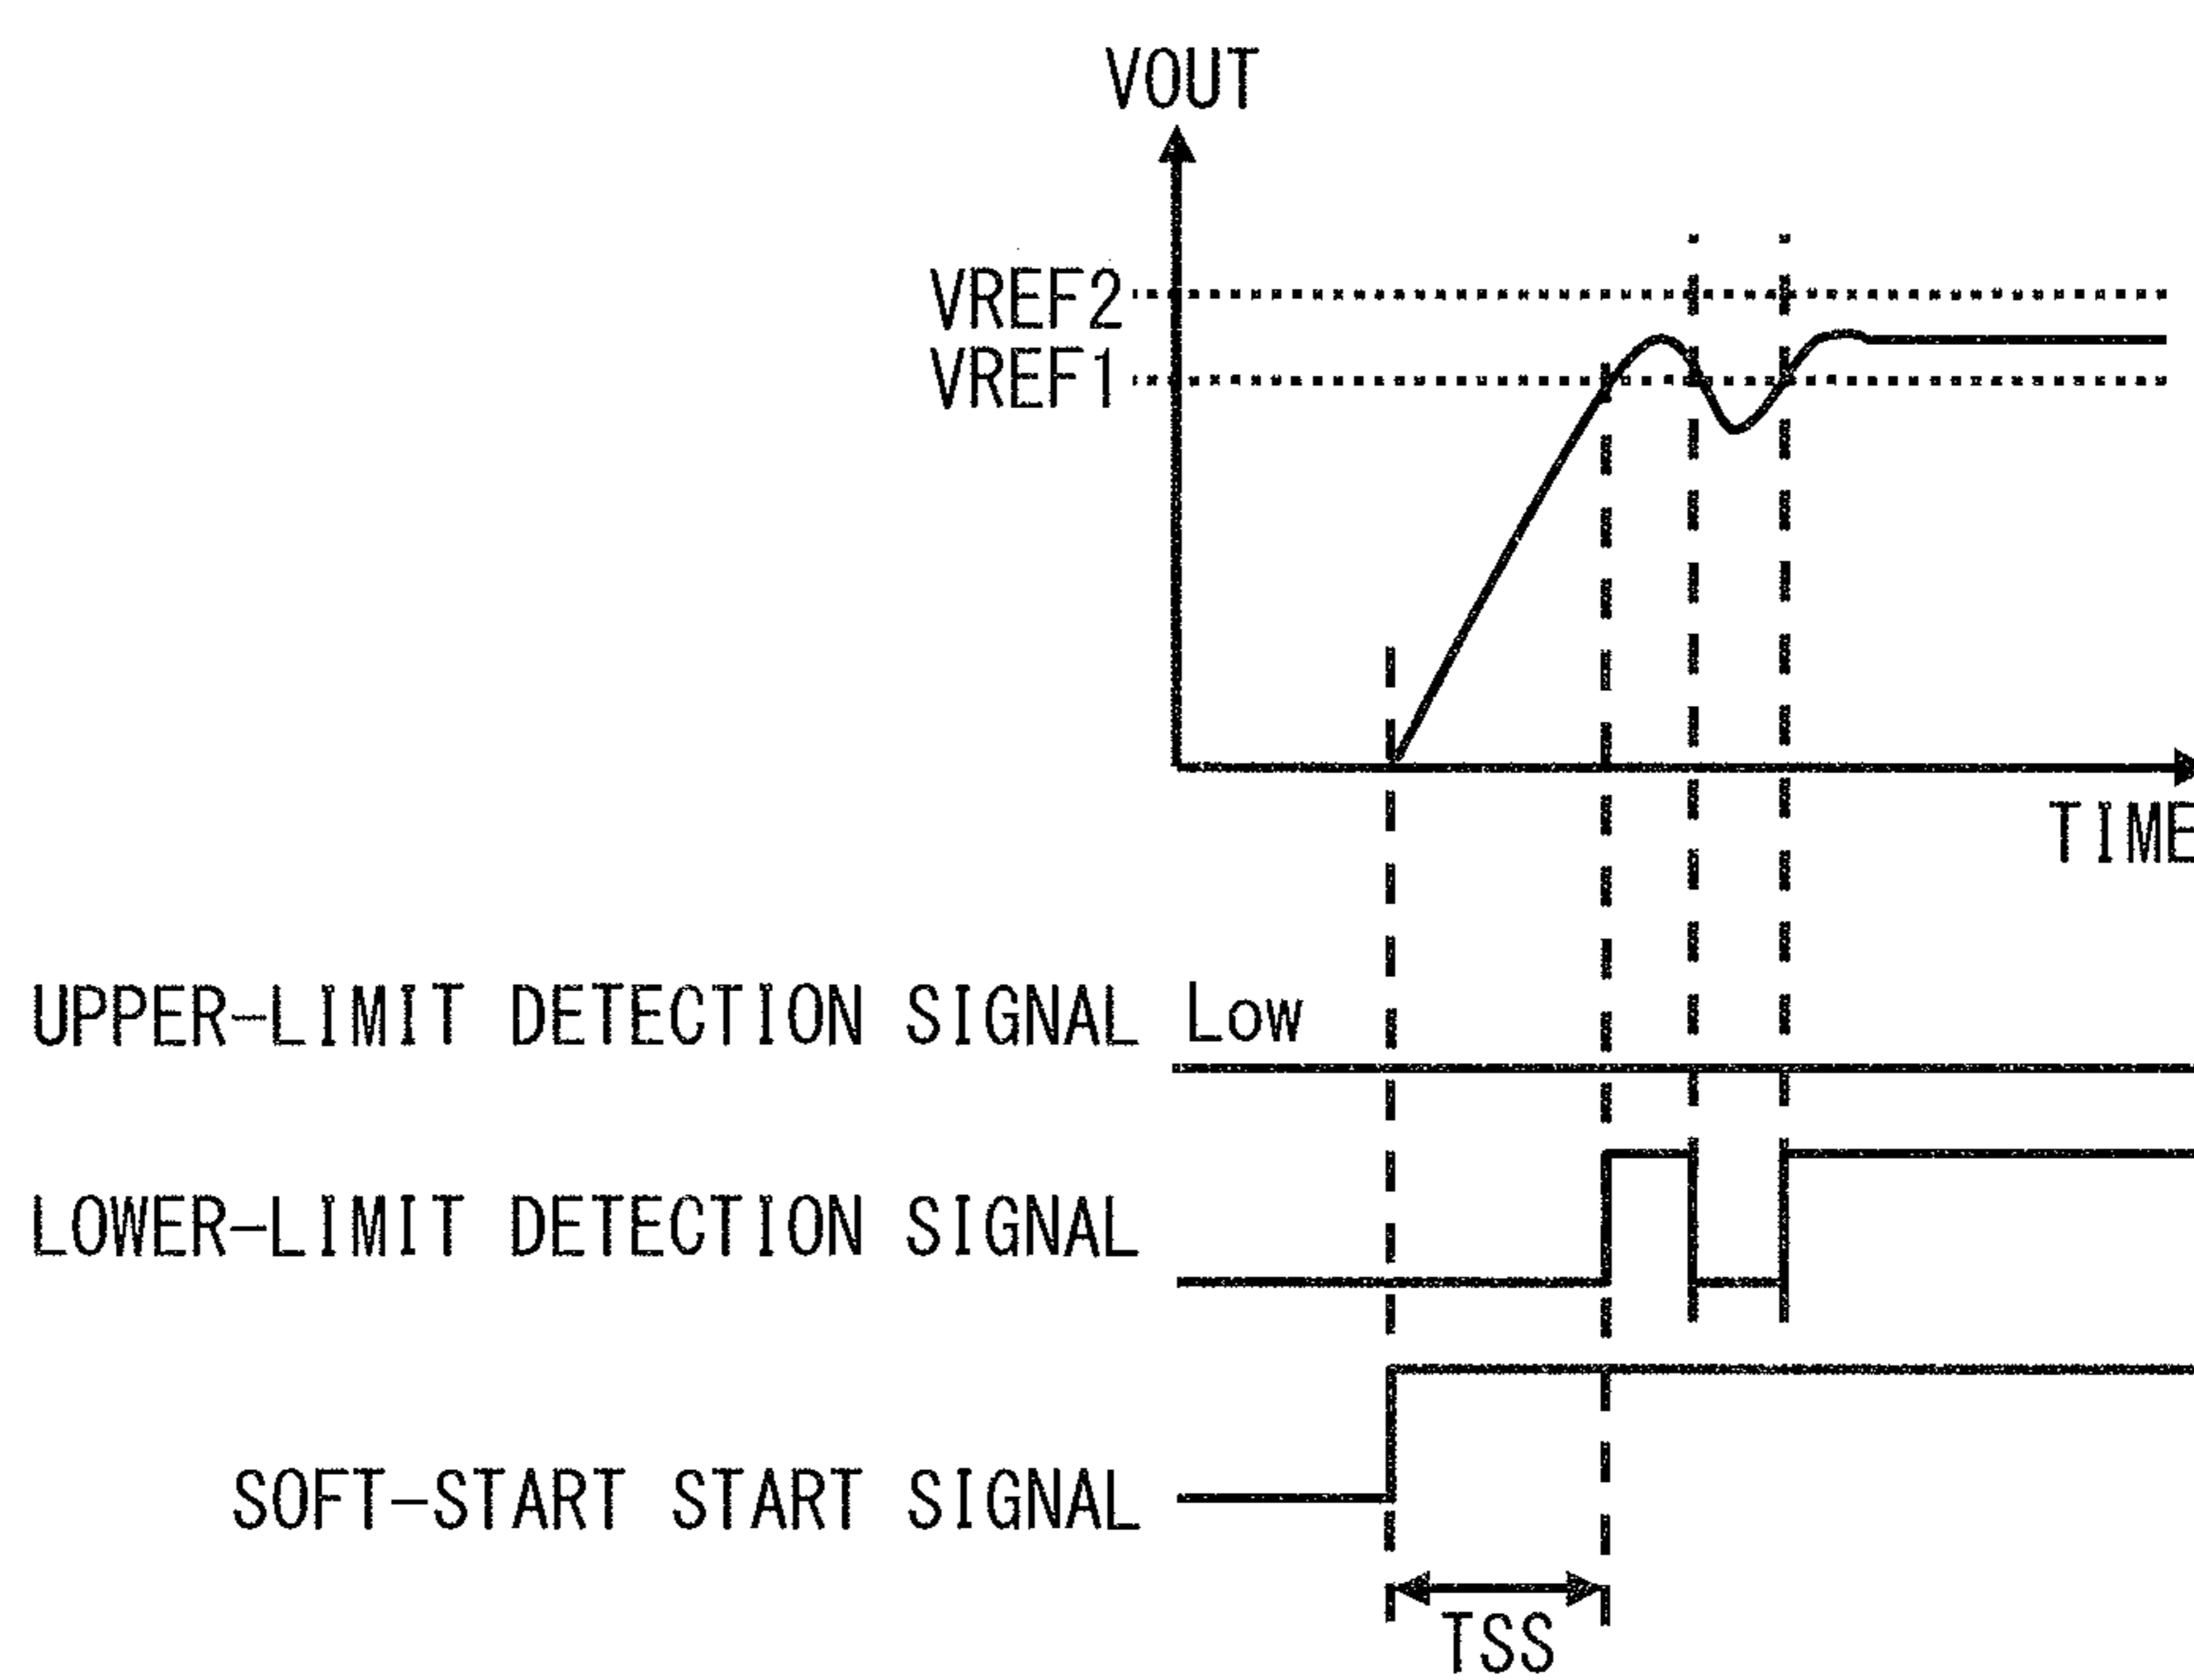 VOUT
VREF2
VREF1
TIME
UPPER-LIMIT DETECTION SIGNAL Low
LOWER-LIMIT DETECTION SIGNAL
SOFT-START START SIGNAL
TSS